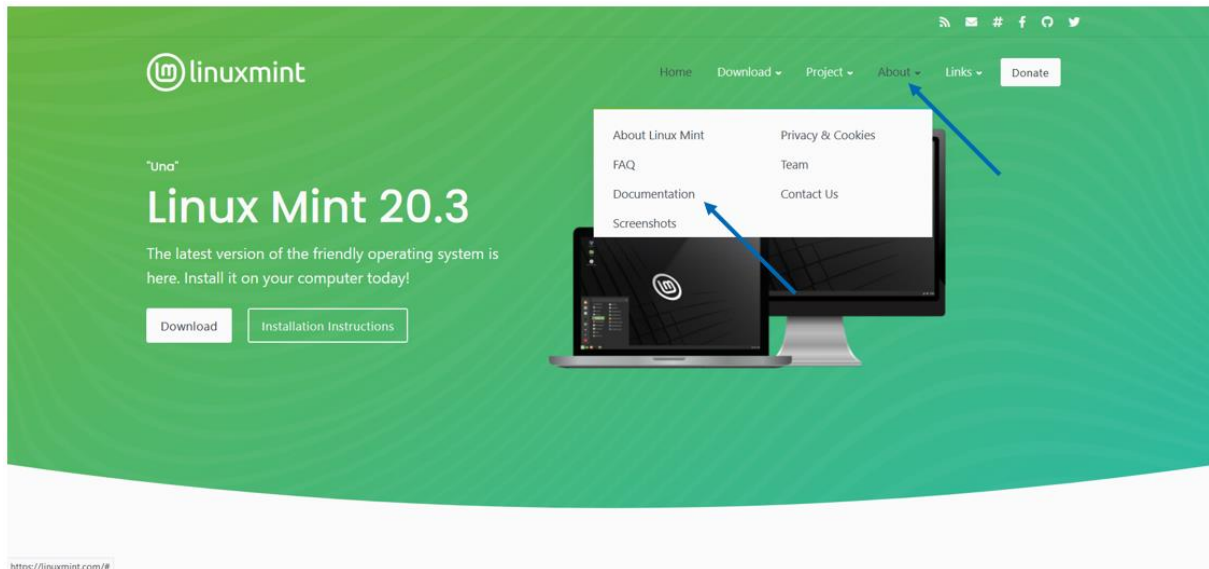 linuxmint
Home Download Project About Links Donate
About Linux Mint Privacy & Cookies
FAQ Team
Documentation Contact Us
Screenshots
"Una"
Linux Mint 20.3
The latest version of the friendly operating system is
here. Install it on your computer today!
Download Installation Instructions
https://linuxmint.com/#